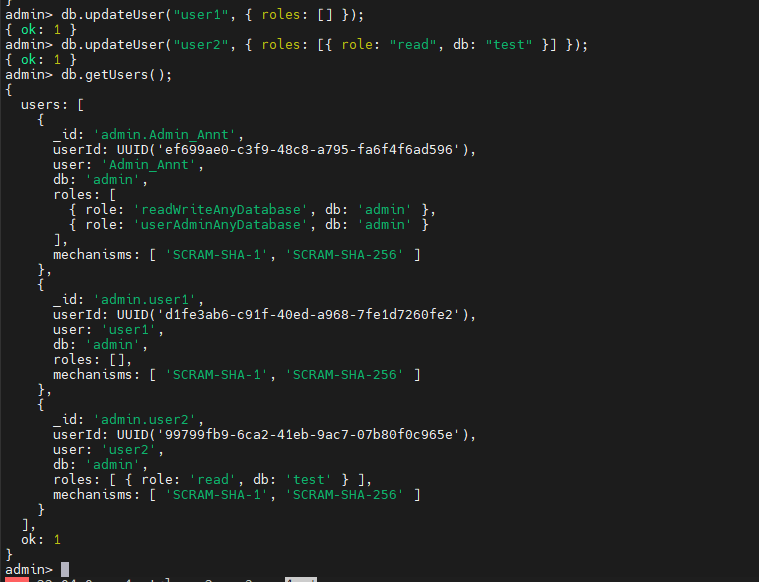 }
admin> db.updateUser("user1", { roles: [] });
{ ok: 1 }
admin> db.updateUser("user2", { roles: [{ role: "read", db: "test" }] });
{ ok: 1 }
admin> db.getUsers();
{
  users: [
    {
      _id: 'admin.Admin_Annt',
      userId: UUID('ef699ae0-c3f9-48c8-a795-fa6f4f6ad596'),
      user: 'Admin_Annt',
      db: 'admin',
      roles: [
        { role: 'readWriteAnyDatabase', db: 'admin' },
        { role: 'userAdminAnyDatabase', db: 'admin' }
      ],
      mechanisms: [ 'SCRAM-SHA-1', 'SCRAM-SHA-256' ]
    },
    {
      _id: 'admin.user1',
      userId: UUID('d1fe3ab6-c91f-40ed-a968-7fe1d7260fe2'),
      user: 'user1',
      db: 'admin',
      roles: [],
      mechanisms: [ 'SCRAM-SHA-1', 'SCRAM-SHA-256' ]
    },
    {
      _id: 'admin.user2',
      userId: UUID('99799fb9-6ca2-41eb-9ac7-07b80f0c965e'),
      user: 'user2',
      db: 'admin',
      roles: [ { role: 'read', db: 'test' } ],
      mechanisms: [ 'SCRAM-SHA-1', 'SCRAM-SHA-256' ]
    }
  ],
  ok: 1
}
admin>